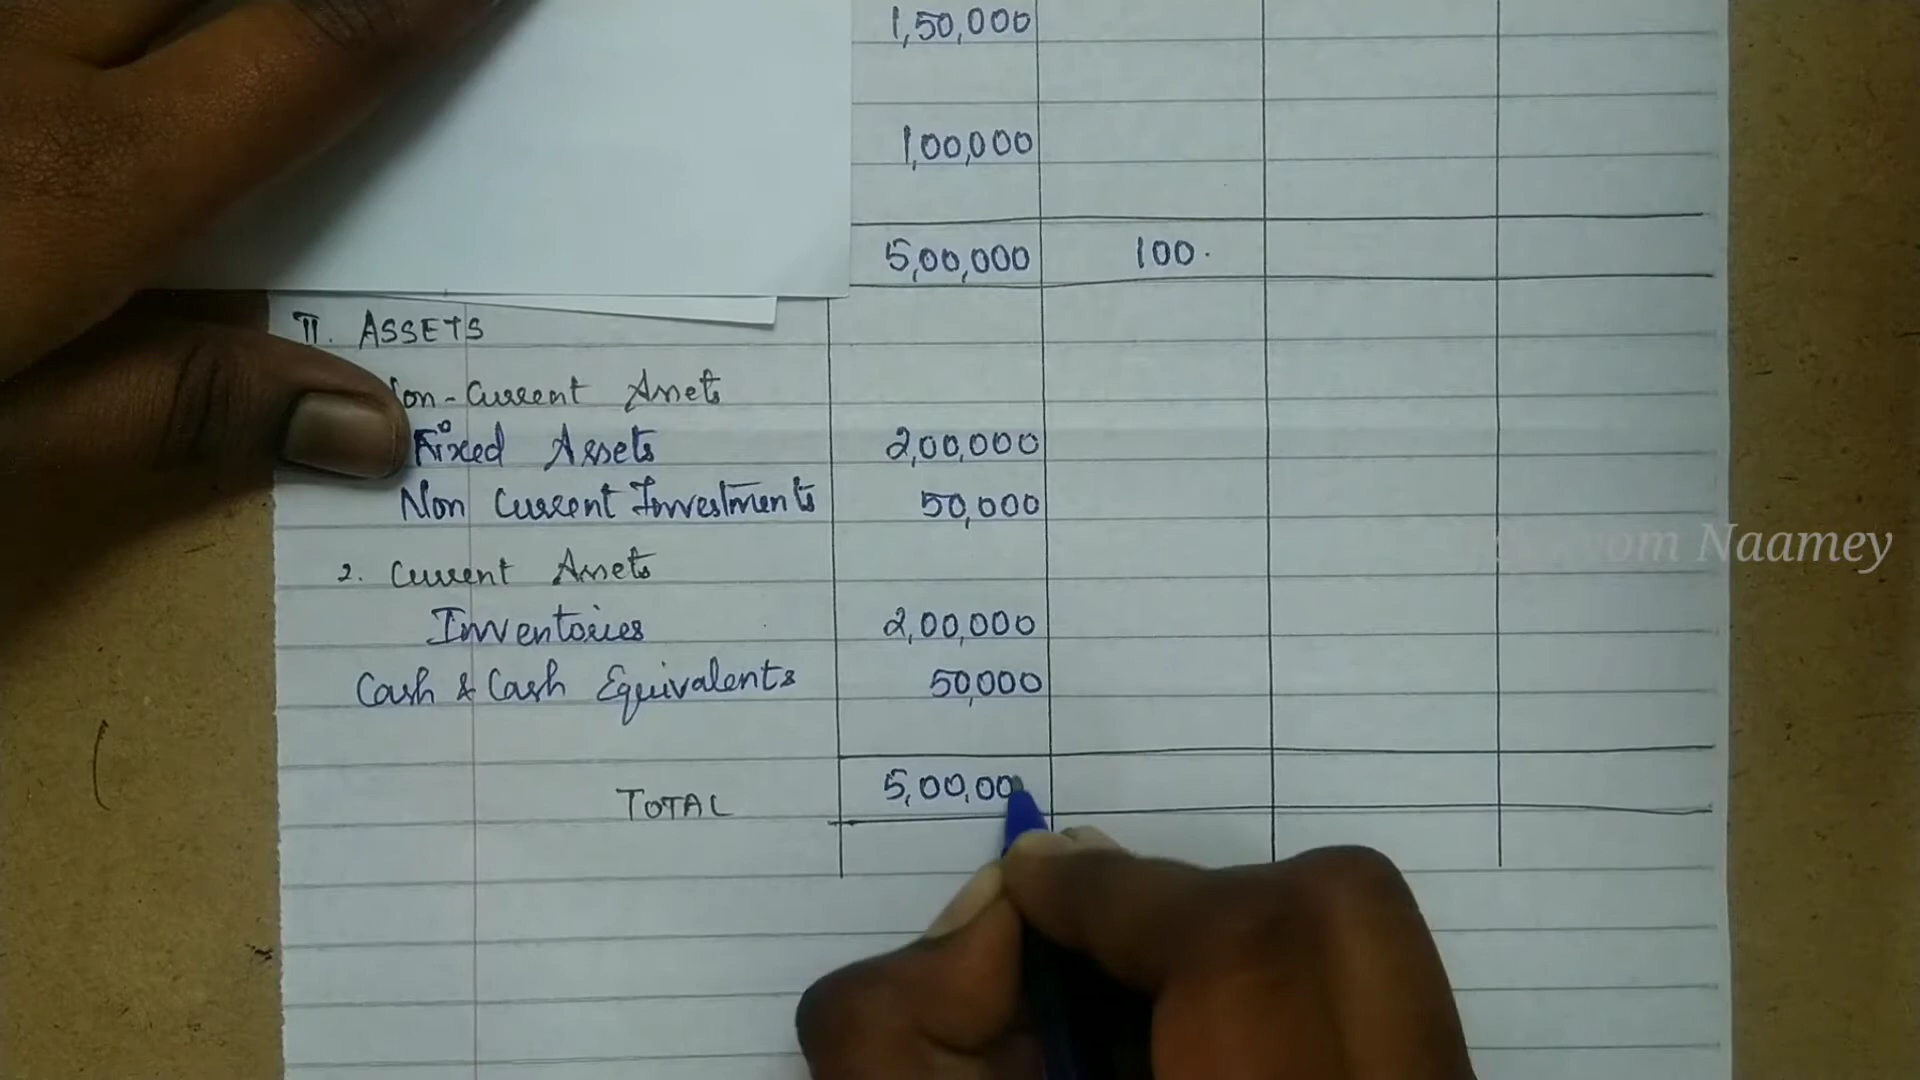 1,50,000
1,00,000
5,00,000 100.
II. ASSETS
on-Current Assets
Fixed Assets 2,00,000
Non Current Investments 50,000
2. Current Assets
Inventories 2,00,000
Cash & Cash Equivalents 50,000
TOTAL 5,00,00
Naamey